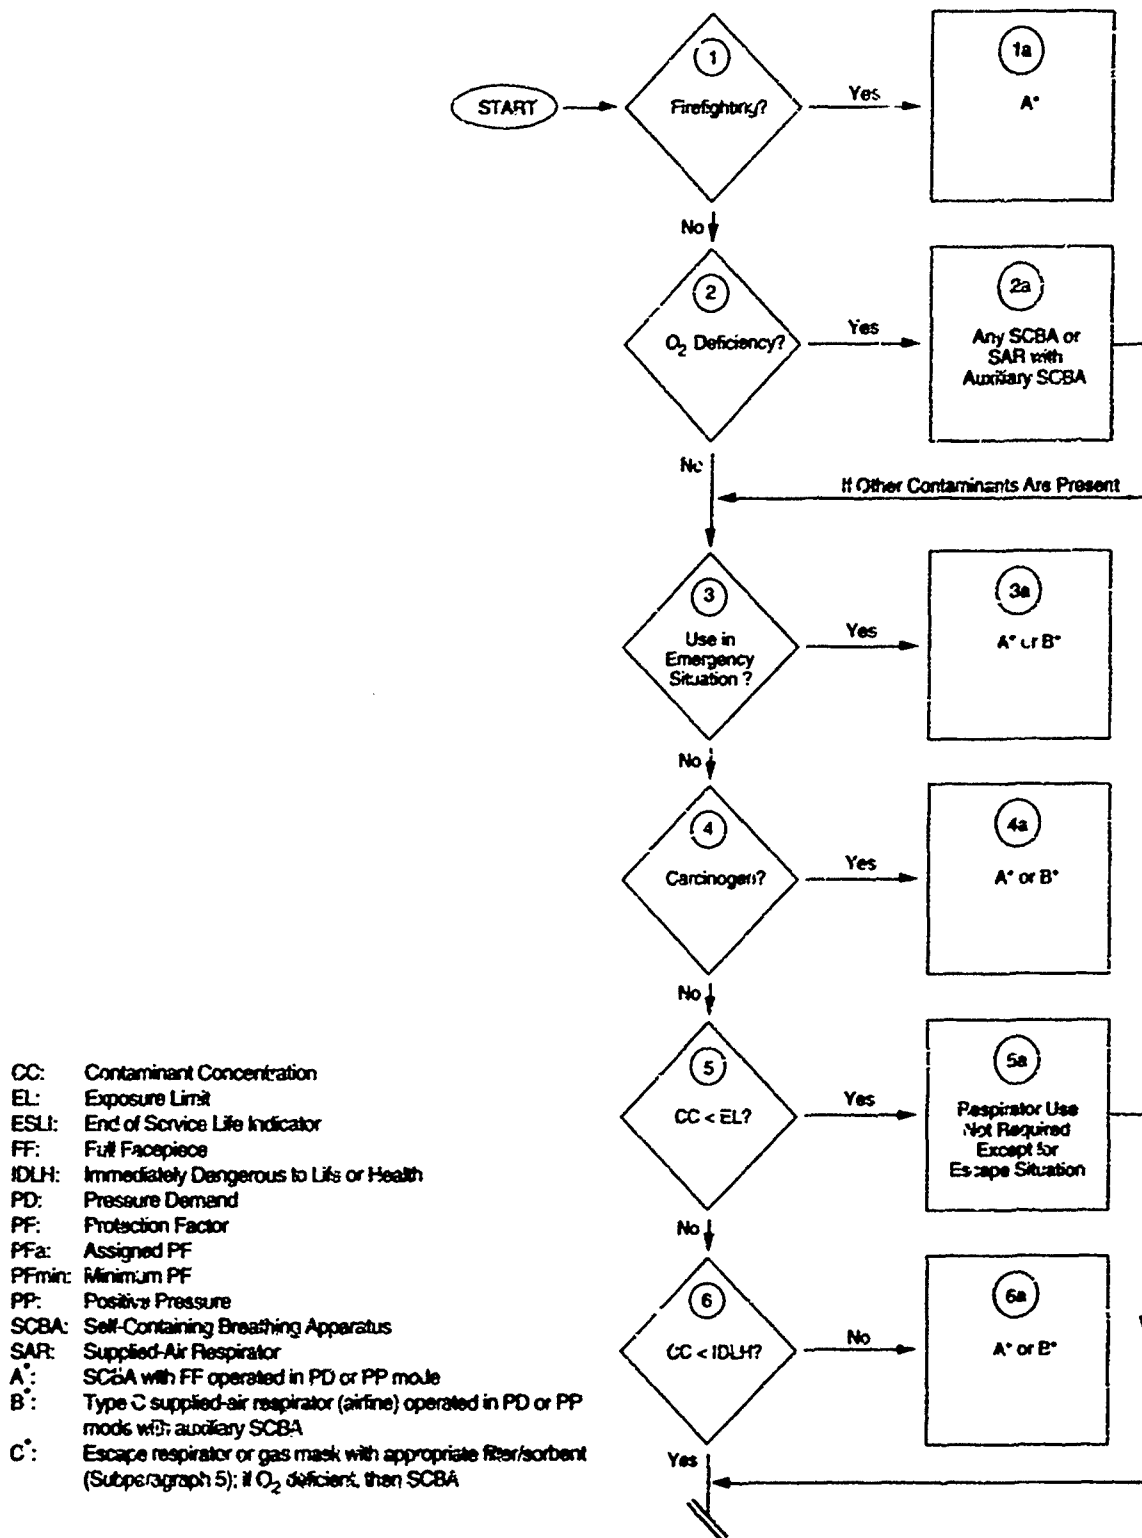 1
1a
START
Firefighting?
Yes
A*
No
2
2a
O2 Deficiency?
Yes
Any SCBA or
SAR with
Auxiliary SCBA
No
If Other Contaminants Are Present
3
3a
Use in
Emergency
Situation ?
Yes
A* or B*
No
4
4a
Carcinogen?
Yes
A* or B*
No
5
5a
CC < EL?
Yes
Respirator Use
Not Required
Except for
Escape Situation
No
6
6a
CC < IDLH?
No
A* or B*
Yes
CC: Contaminant Concentration
EL: Exposure Limit
ESLI: End of Service Life Indicator
FF: Full Facepiece
IDLH: Immediately Dangerous to Life or Health
PD: Pressure Demand
PF: Protection Factor
PFa: Assigned PF
PFmin: Minimum PF
PP: Positive Pressure
SCBA: Self-Containing Breathing Apparatus
SAR: Supplied-Air Respirator
A*: SCBA with FF operated in PD or PP mode
B*: Type C supplied-air respirator (airline) operated in PD or PP
mode with auxiliary SCBA
C*: Escape respirator or gas mask with appropriate filter/sorbent
(Subparagraph 5); if O2 deficient, then SCBA